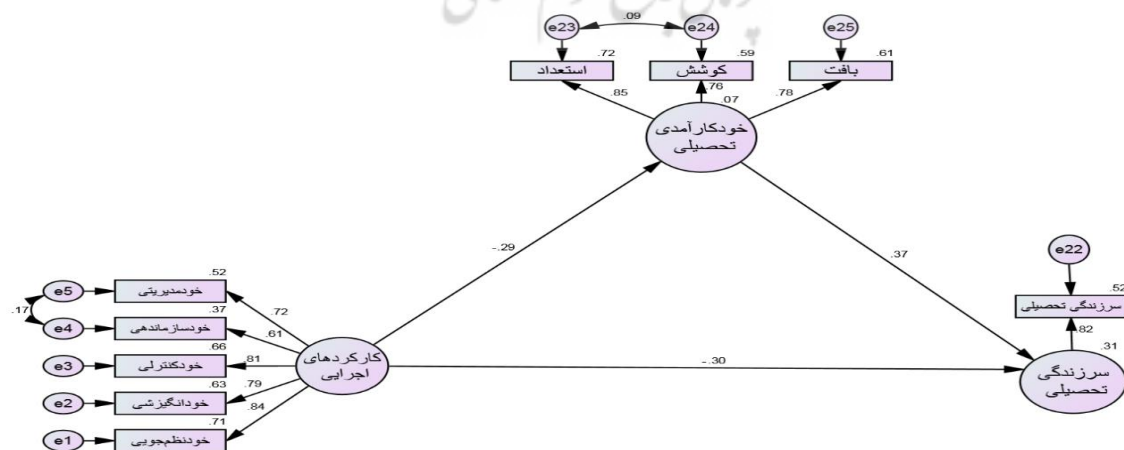 e23
.09
e24
e25
.72
.59
.61
استعداد
کوشش
بافت
.85
.76
.07
.78
خودکارآمدی
تحصیلی
-.29
.37
e22
.52
سرزندگی تحصیلی
.82
.31
سرزندگی
تحصیلی
-.30
کارکردهای
اجرایی
.52
e5
خودمدیریتی
.72
.17
.37
e4
خودسازماندهی
.61
.66
e3
خودکنترلی
.81
.63
e2
خودانگیزشی
.79
.71
e1
خودنظم‌جویی
.84